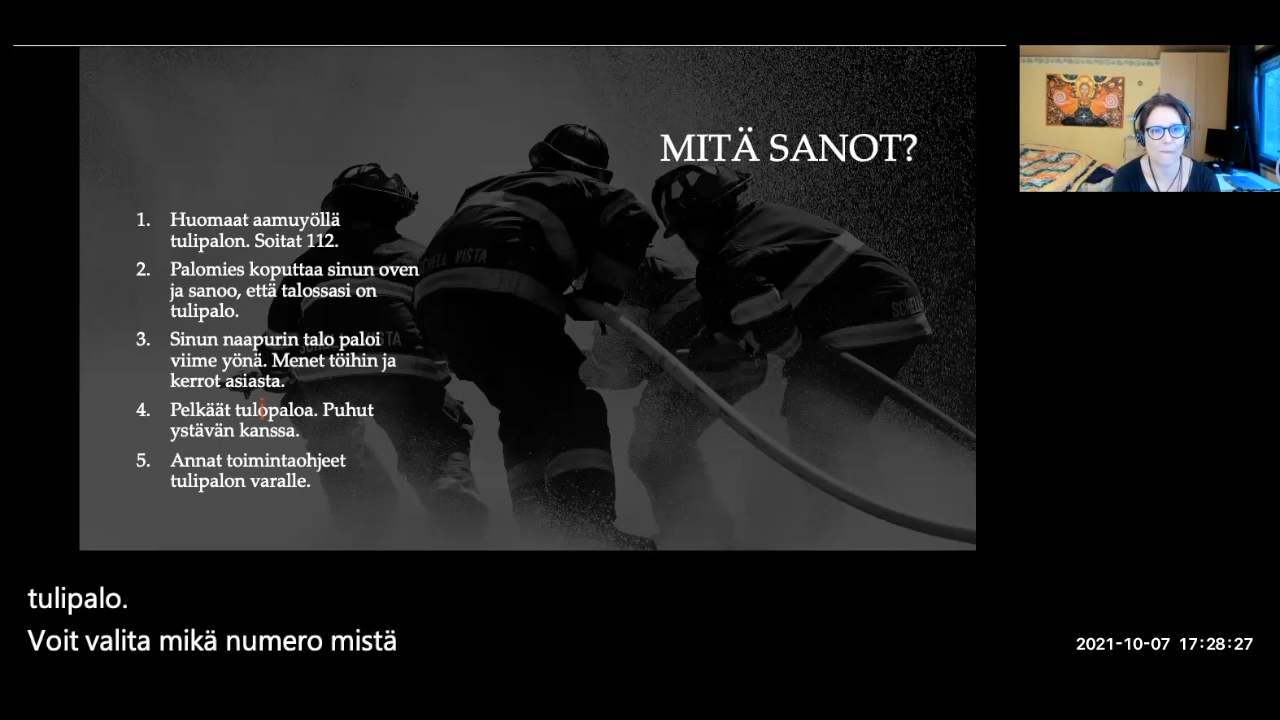 MITÄ SANOT?
1. Huomaat aamuyöllä
tulipalon. Soitat 112.
2. Palomies koputtaa sinun oven
ja sanoo, että talossasi on
tulipalo.
3. Sinun naapurin talo paloi
viime yönä. Menet töihin ja
kerrot asiasta.
4. Pelkäät tulopaloa. Puhut
ystävän kanssa.
5. Annat toimintaohjeet
tulipalon varalle.
VISTA
tulipalo.
Voit valita mikä numero mistä
2021-10-07 17:28:27